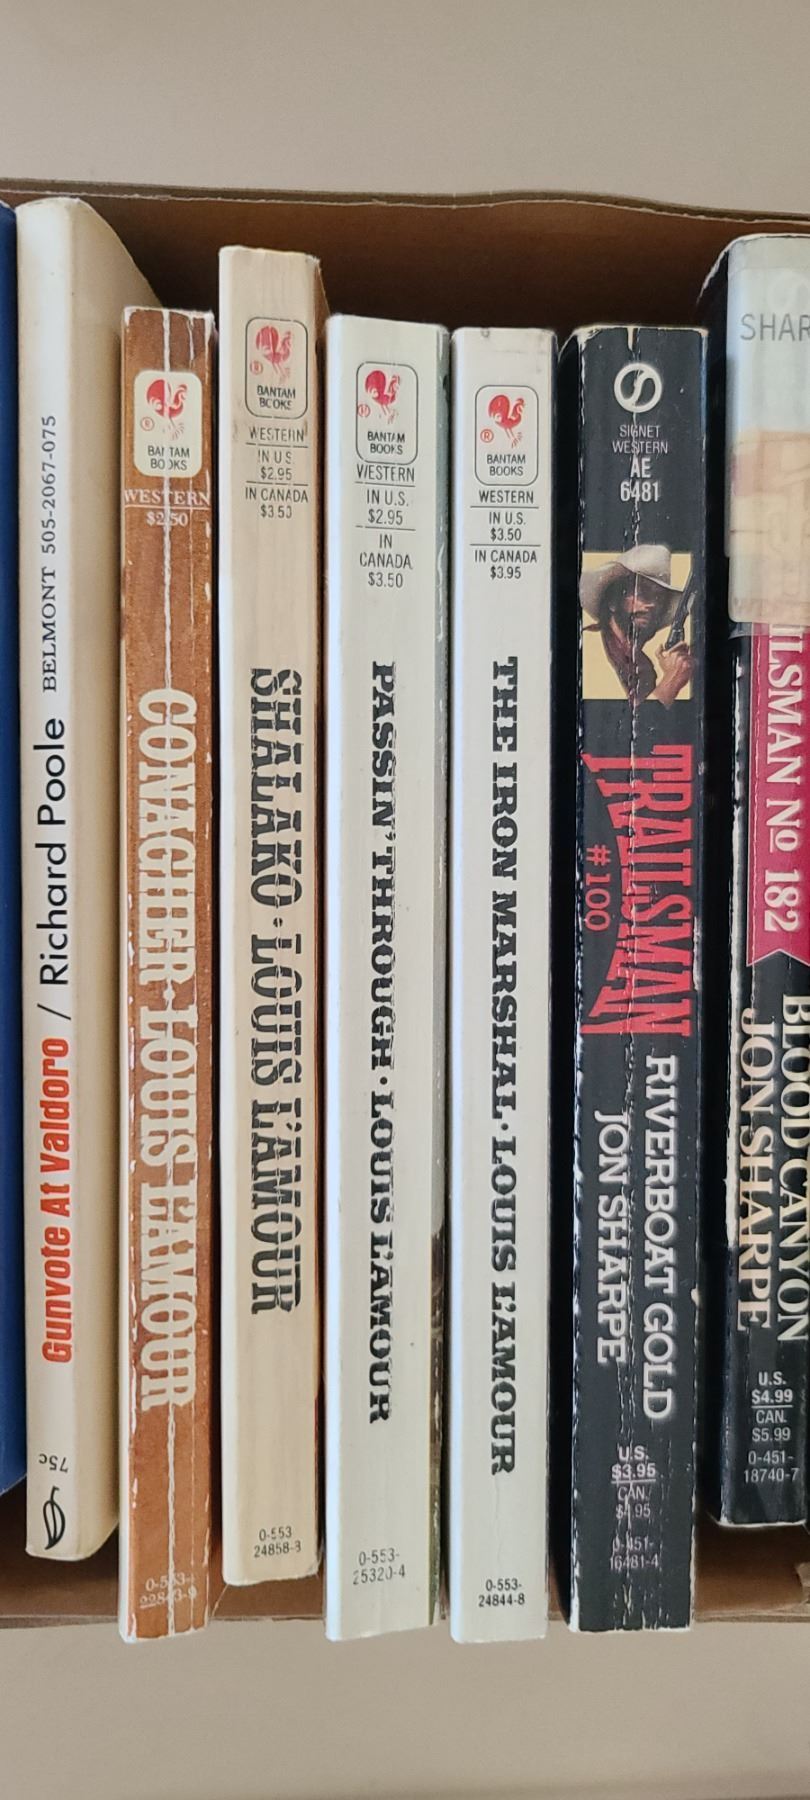 Gunvote At Valdoro / Richard Poole BELMONT 505-2067-075
75c
BANTAM
BOOKS
WESTERN
$2.50
CONAGHER · LOUIS L'AMOUR
0-553-
BANTAM
BOOKS
WESTERN
IN U.S.
$2.95
IN CANADA
$3.50
SHALAKO · LOUIS L'AMOUR
0-553
24858-3
BANTAM
BOOKS
WESTERN
IN U.S.
$2.95
IN
CANADA
$3.50
PASSIN' THROUGH · LOUIS L'AMOUR
0-553-
25320-4
BANTAM
BOOKS
WESTERN
IN U.S.
$3.50
IN CANADA
$3.95
THE IRON MARSHAL · LOUIS L'AMOUR
0-553-
24844-8
SIGNET
WESTERN
AE
6481
TRAILSMAN
#100
RIVERBOAT GOLD
JON SHARPE
U.S.
$3.95
CAN.
$4.95
0-451-
16481-4
SHAR
ILSMAN No 182
BLOOD CANYON
JON SHARPE
U.S.
$4.99
CAN.
$5.99
0-451-
18740-7